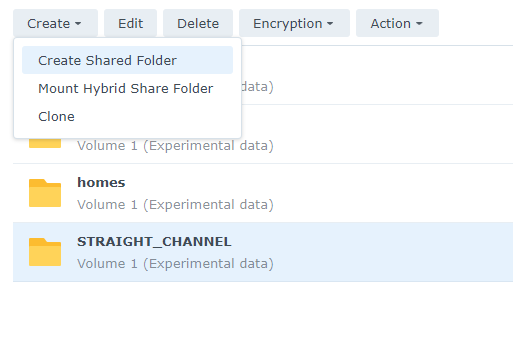 Create Edit Delete Encryption Action
Create Shared Folder
Mount Hybrid Share Folder
data)
Clone
Volume 1 (Experimental data)
homes
Volume 1 (Experimental data)
STRAIGHT_CHANNEL
Volume 1 (Experimental data)